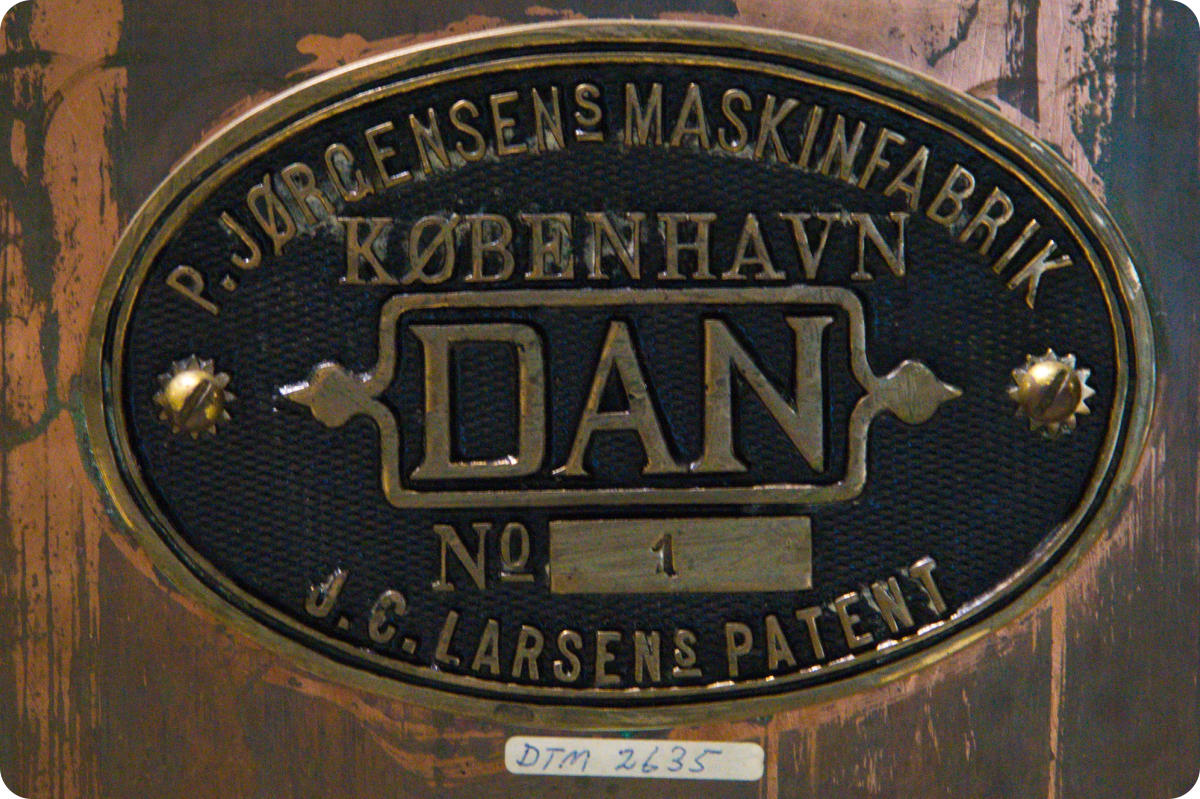 P. JØRGENSENS MASKINFABRIK
KØBENHAVN
DAN
No 1
J. C. LARSENS PATENT
DTM 2635